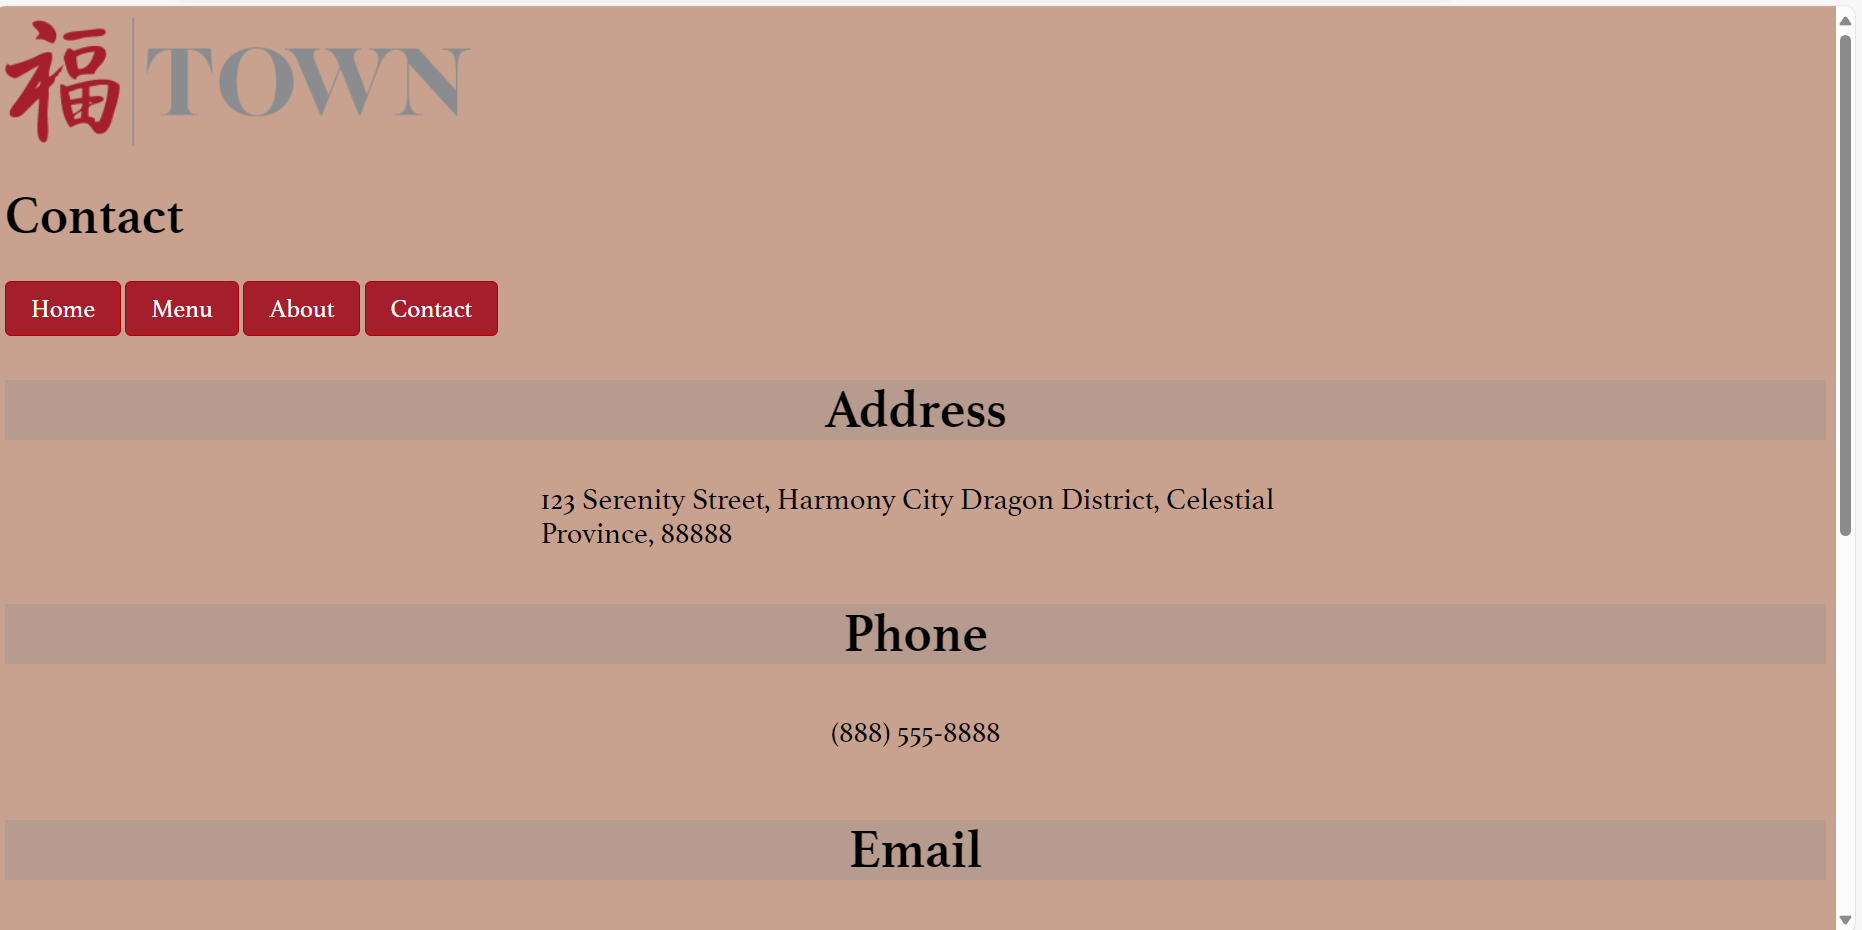 福 TOWN
Contact
Home Menu About Contact
Address
123 Serenity Street, Harmony City Dragon District, Celestial
Province, 88888
Phone
(888) 555-8888
Email